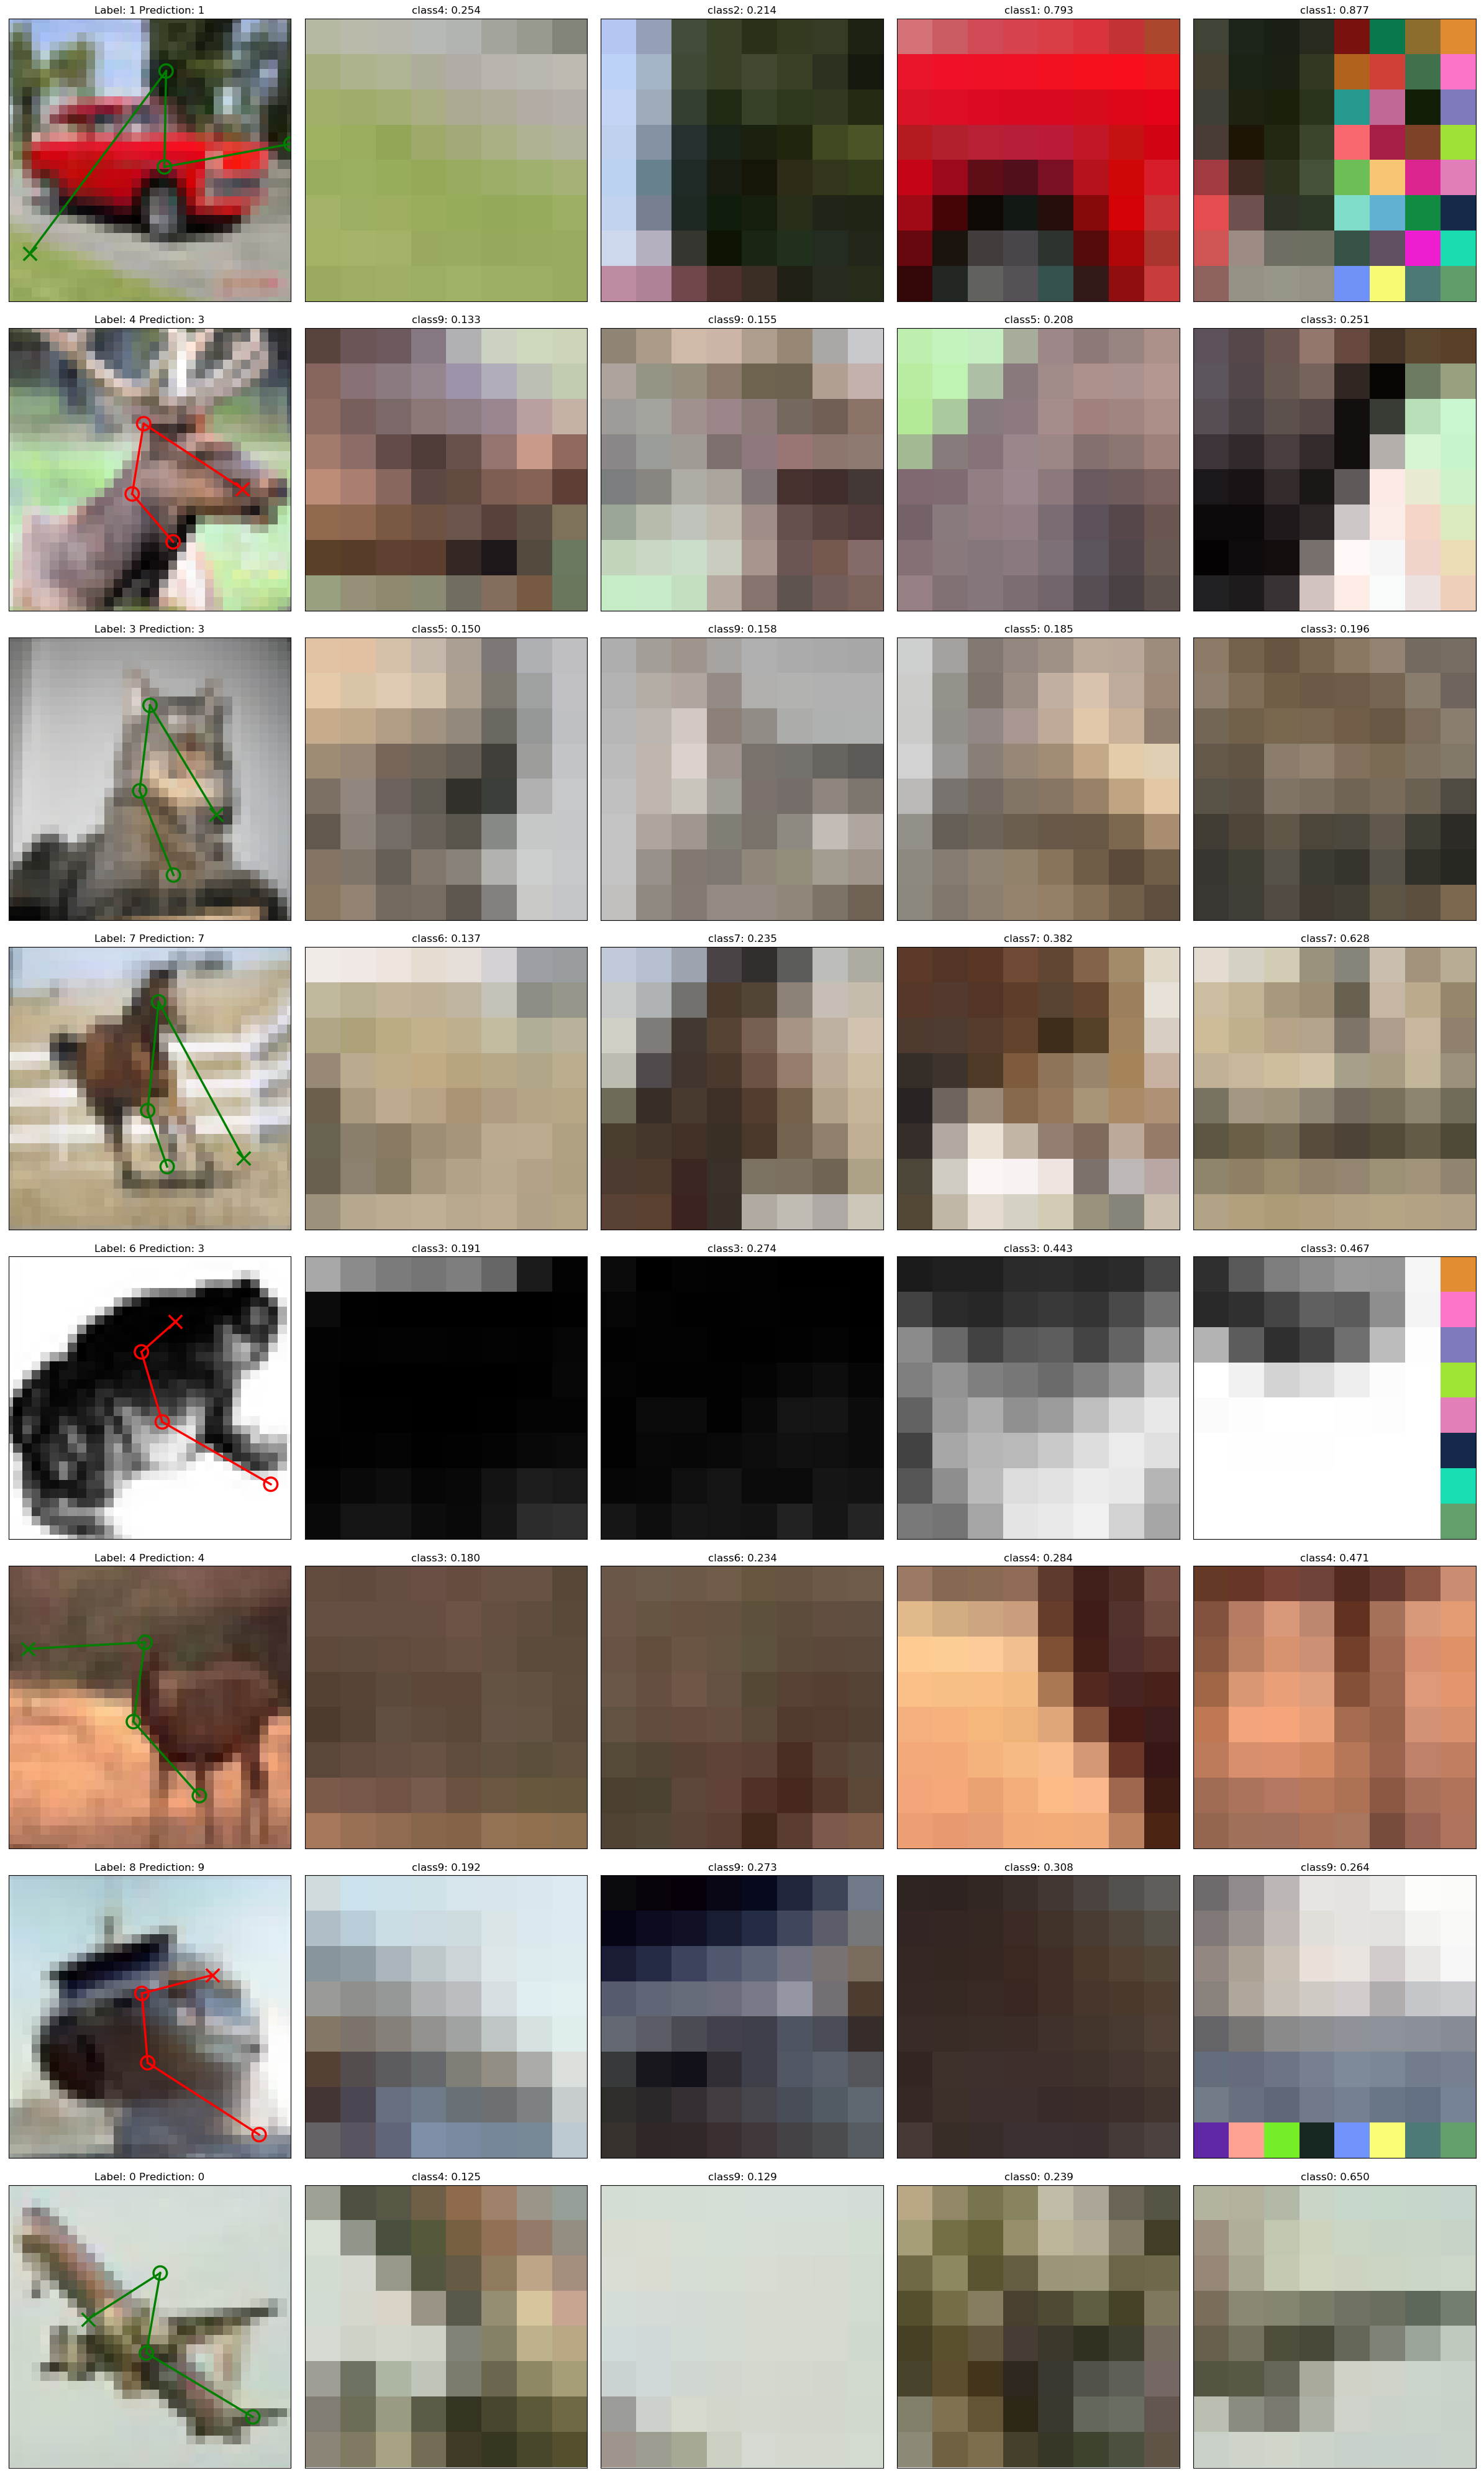 Label: 1 Prediction: 1
class4: 0.254
class2: 0.214
class1: 0.793
class1: 0.877
Label: 4 Prediction: 3
class9: 0.133
class9: 0.155
class5: 0.208
class3: 0.251
Label: 3 Prediction: 3
class5: 0.150
class9: 0.158
class5: 0.185
class3: 0.196
Label: 7 Prediction: 7
class6: 0.137
class7: 0.235
class7: 0.382
class7: 0.628
Label: 6 Prediction: 3
class3: 0.191
class3: 0.274
class3: 0.443
class3: 0.467
Label: 4 Prediction: 4
class3: 0.180
class6: 0.234
class4: 0.284
class4: 0.471
Label: 8 Prediction: 9
class9: 0.192
class9: 0.273
class9: 0.308
class9: 0.264
Label: 0 Prediction: 0
class4: 0.125
class9: 0.129
class0: 0.239
class0: 0.650